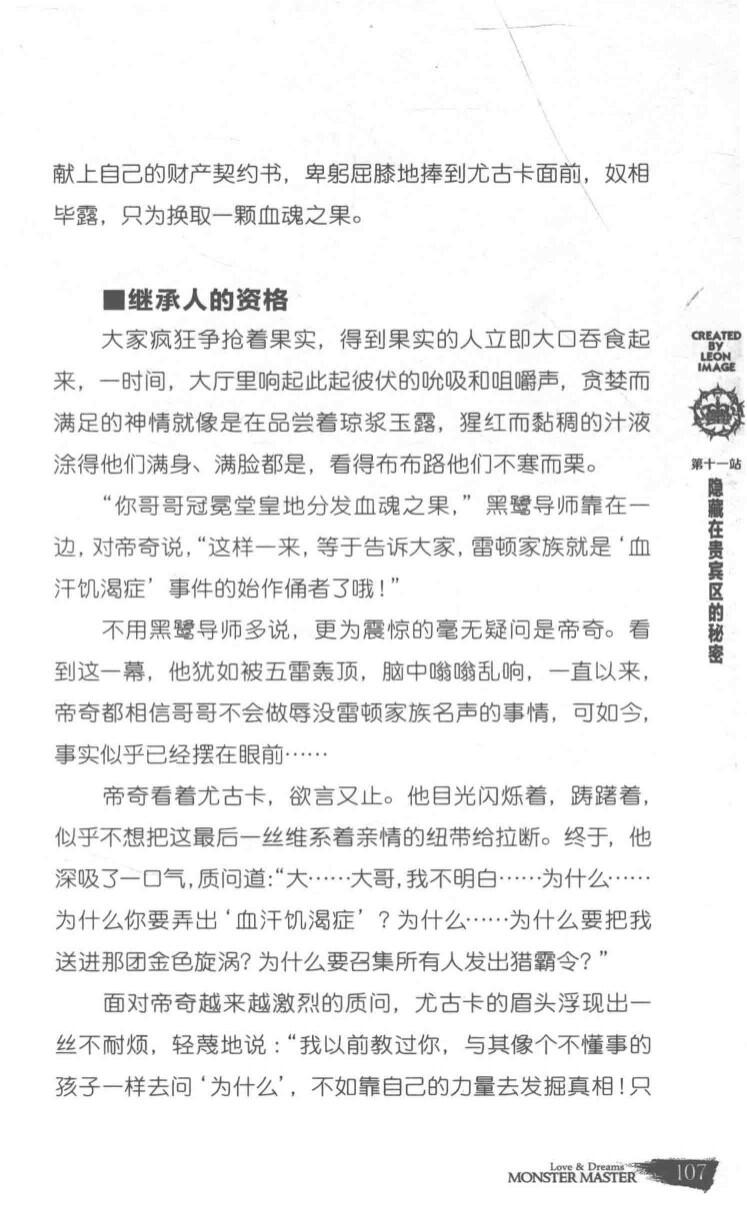 献上自己的财产契约书，卑躬屈膝地捧到尤古卡面前，奴相
毕露，只为换取一颗血魂之果。
■继承人的资格
大家疯狂争抢着果实，得到果实的人立即大口吞食起
来，一时间，大厅里响起此起彼伏的吮吸和咀嚼声，贪婪而
满足的神情就像是在品尝着琼浆玉露，猩红而黏稠的汁液
涂得他们满身、满脸都是，看得布布路他们不寒而栗。
“你哥哥冠冕堂皇地分发血魂之果，”黑鹭导师靠在一
边，对帝奇说，“这样一来，等于告诉大家，雷顿家族就是‘血
汗饥渴症’事件的始作俑者了哦！”
不用黑鹭导师多说，更为震惊的毫无疑问是帝奇。看
到这一幕，他犹如被五雷轰顶，脑中嗡嗡乱响，一直以来，
帝奇都相信哥哥不会做辱没雷顿家族名声的事情，可如今，
事实似乎已经摆在眼前……
帝奇看着尤古卡，欲言又止。他目光闪烁着，踌躇着，
似乎不想把这最后一丝维系着亲情的纽带给拉断。终于，他
深吸了一口气，质问道：“大……大哥，我不明白……为什么……
为什么你要弄出‘血汗饥渴症’？为什么……为什么要把我
送进那团金色旋涡？为什么要召集所有人发出猎霸令？”
面对帝奇越来越激烈的质问，尤古卡的眉头浮现出一
丝不耐烦，轻蔑地说：“我以前教过你，与其像个不懂事的
孩子一样去问‘为什么’，不如靠自己的力量去发掘真相！只
CREATED
BY
LEON
IMAGE
第十一站
隐藏在贵宾区的秘密
Love & Dreams
MONSTER MASTER
107